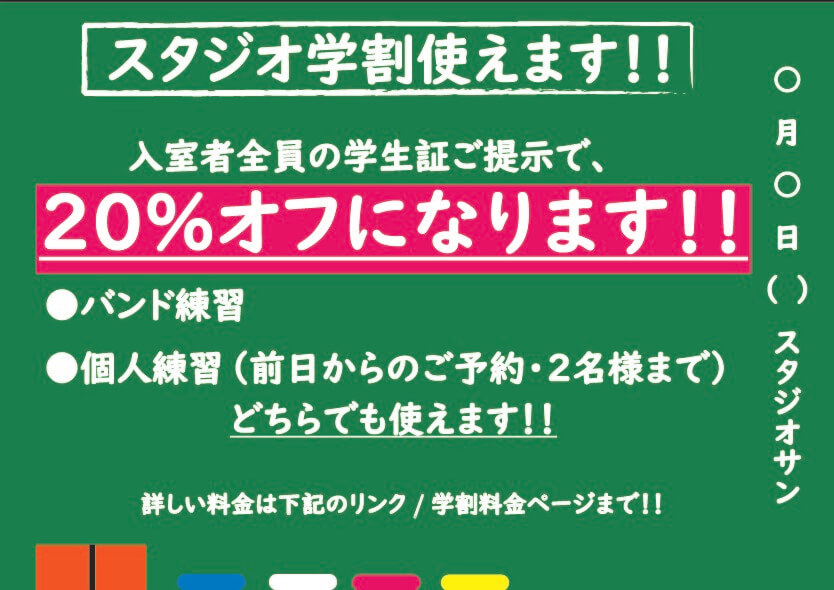 スタジオ学割使えます!!
入室者全員の学生証ご提示で、
20%オフになります!!
●バンド練習
●個人練習（前日からのご予約・2名様まで）
どちらでも使えます!!
詳しい料金は下記のリンク / 学割料金ページまで!!
○月○日( ) スタジオサン